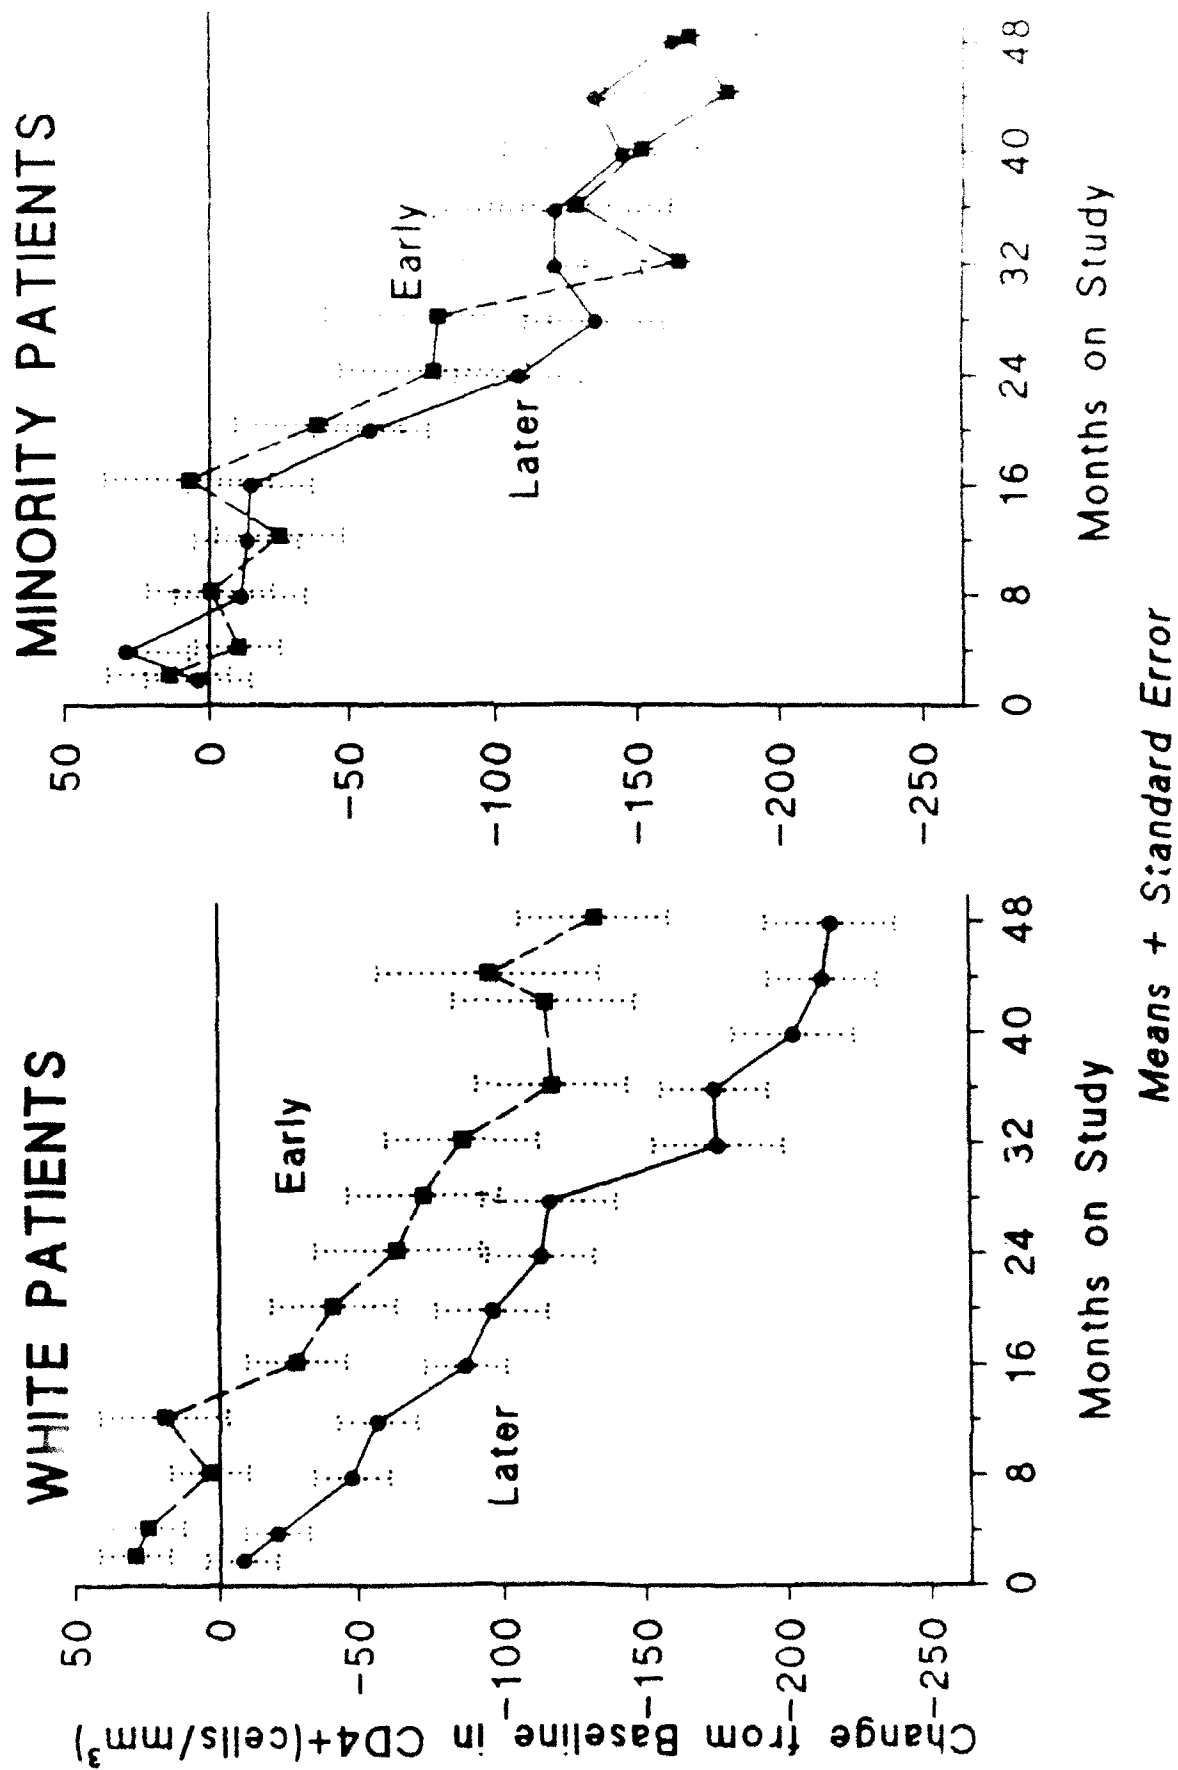 WHITE PATIENTS
MINORITY PATIENTS
Change from Baseline in CD4+(cells/mm³)
50
0
-50
-100
-150
-200
-250
Early
Later
0 8 16 24 32 40 48
Months on Study
50
0
-50
-100
-150
-200
-250
Early
Later
0 8 16 24 32 40 48
Months on Study
Means + Standard Error